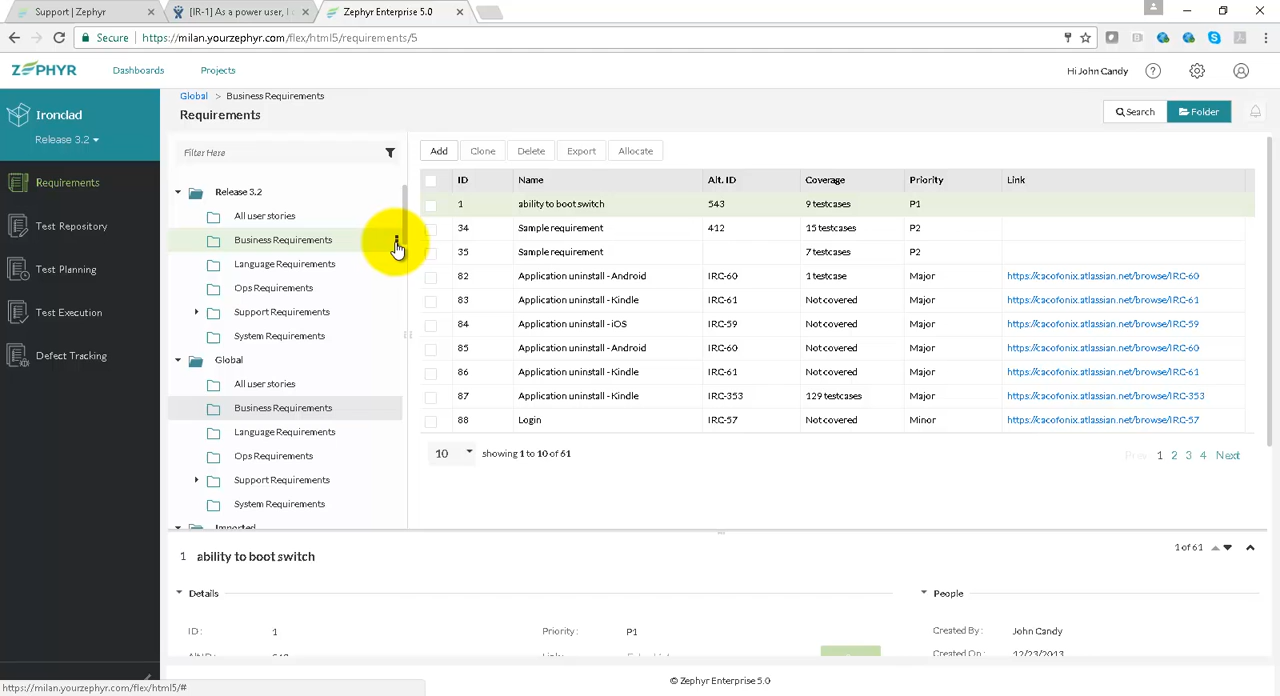 Support | Zephyr
[IR-1] As a power user, I
Zephyr Enterprise 5.0
Secure https://milan.yourzephyr.com/flex/html5/requirements/5
ZEPHYR Dashboards Projects Hi John Candy
Global > Business Requirements
Requirements
Search Folder
Ironclad
Release 3.2
Requirements
Test Repository
Test Planning
Test Execution
Defect Tracking
Filter Here
Release 3.2
All user stories
Business Requirements
Language Requirements
Ops Requirements
Support Requirements
System Requirements
Global
All user stories
Business Requirements
Language Requirements
Ops Requirements
Support Requirements
System Requirements
Imported
Add Clone Delete Export Allocate
ID Name Alt. ID Coverage Priority Link
1 ability to boot switch 543 9 testcases P1
34 Sample requirement 412 15 testcases P2
35 Sample requirement 7 testcases P2
82 Application uninstall - Android IRC-60 1 testcase Major https://cacofonix.atlassian.net/browse/IRC-60
83 Application uninstall - Kindle IRC-61 Not covered Major https://cacofonix.atlassian.net/browse/IRC-61
84 Application uninstall - iOS IRC-59 Not covered Major https://cacofonix.atlassian.net/browse/IRC-59
85 Application uninstall - Android IRC-60 Not covered Major https://cacofonix.atlassian.net/browse/IRC-60
86 Application uninstall - Kindle IRC-61 Not covered Major https://cacofonix.atlassian.net/browse/IRC-61
87 Application uninstall - Kindle IRC-353 129 testcases Major https://cacofonix.atlassian.net/browse/IRC-353
88 Login IRC-57 Not covered Minor https://cacofonix.atlassian.net/browse/IRC-57
10 showing 1 to 10 of 61 Prev 1 2 3 4 Next
1 ability to boot switch 1 of 61
Details People
ID: 1 Priority: P1 Created By: John Candy
Alt ID: 543 Created On: 12/23/2013
https://milan.yourzephyr.com/flex/html5/#
© Zephyr Enterprise 5.0